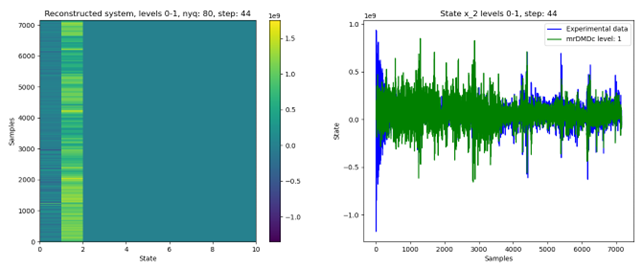 Reconstructed system, levels 0-1, nyq: 80, step: 44
1e9
7000
6000
5000
4000
3000
2000
1000
0
Samples
0 2 4 6 8 10
State
1.5
1.0
0.5
0.0
−0.5
−1.0
State x_2 levels 0-1, step: 44
1e9
Experimental data
mrDMDc level: 1
1.0
0.5
0.0
−0.5
−1.0
State
0 1000 2000 3000 4000 5000 6000 7000
Samples